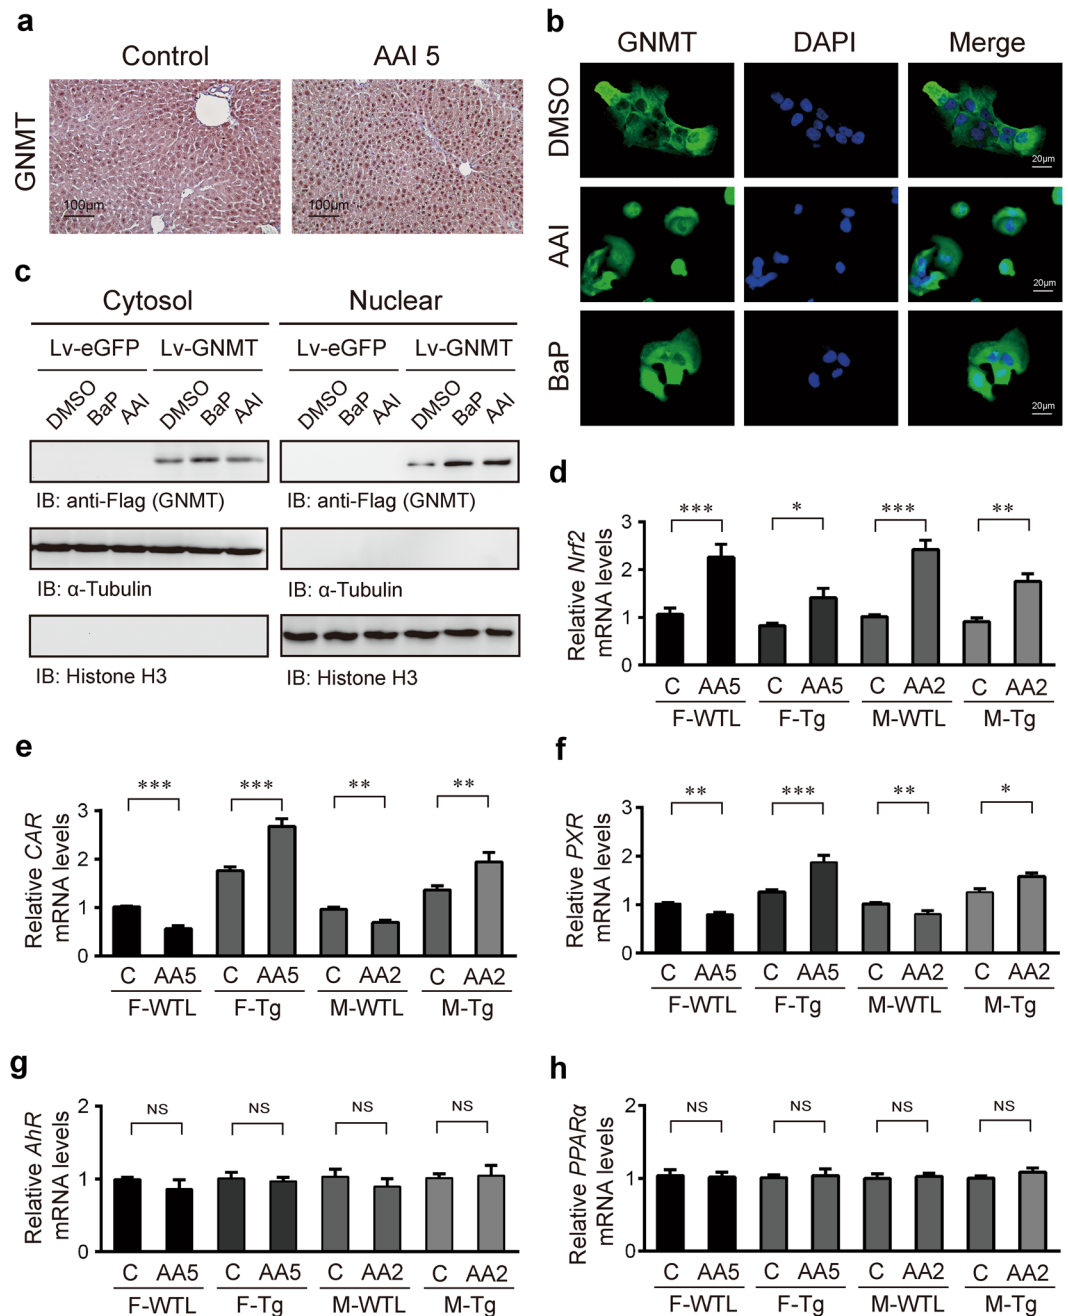 a
Control AAI 5
GNMT
100μm 100μm
b
GNMT DAPI Merge
DMSO
20μm
AAI
20μm
BaP
20μm
c
Cytosol Nuclear
Lv-eGFP Lv-GNMT Lv-eGFP Lv-GNMT
DMSO BaP AAI DMSO BaP AAI DMSO BaP AAI DMSO BaP AAI
IB: anti-Flag (GNMT) IB: anti-Flag (GNMT)
IB: α-Tubulin IB: α-Tubulin
IB: Histone H3 IB: Histone H3
d
Relative Nrf2
mRNA levels
*** * *** **
3
2
1
0
C AA5 C AA5 C AA2 C AA2
F-WTL F-Tg M-WTL M-Tg
e
Relative CAR
mRNA levels
*** *** ** **
3
2
1
0
C AA5 C AA5 C AA2 C AA2
F-WTL F-Tg M-WTL M-Tg
f
Relative PXR
mRNA levels
** *** ** *
3
2
1
0
C AA5 C AA5 C AA2 C AA2
F-WTL F-Tg M-WTL M-Tg
g
Relative AhR
mRNA levels
NS NS NS NS
2
1
0
C AA5 C AA5 C AA2 C AA2
F-WTL F-Tg M-WTL M-Tg
h
Relative PPARα
mRNA levels
NS NS NS NS
2
1
0
C AA5 C AA5 C AA2 C AA2
F-WTL F-Tg M-WTL M-Tg